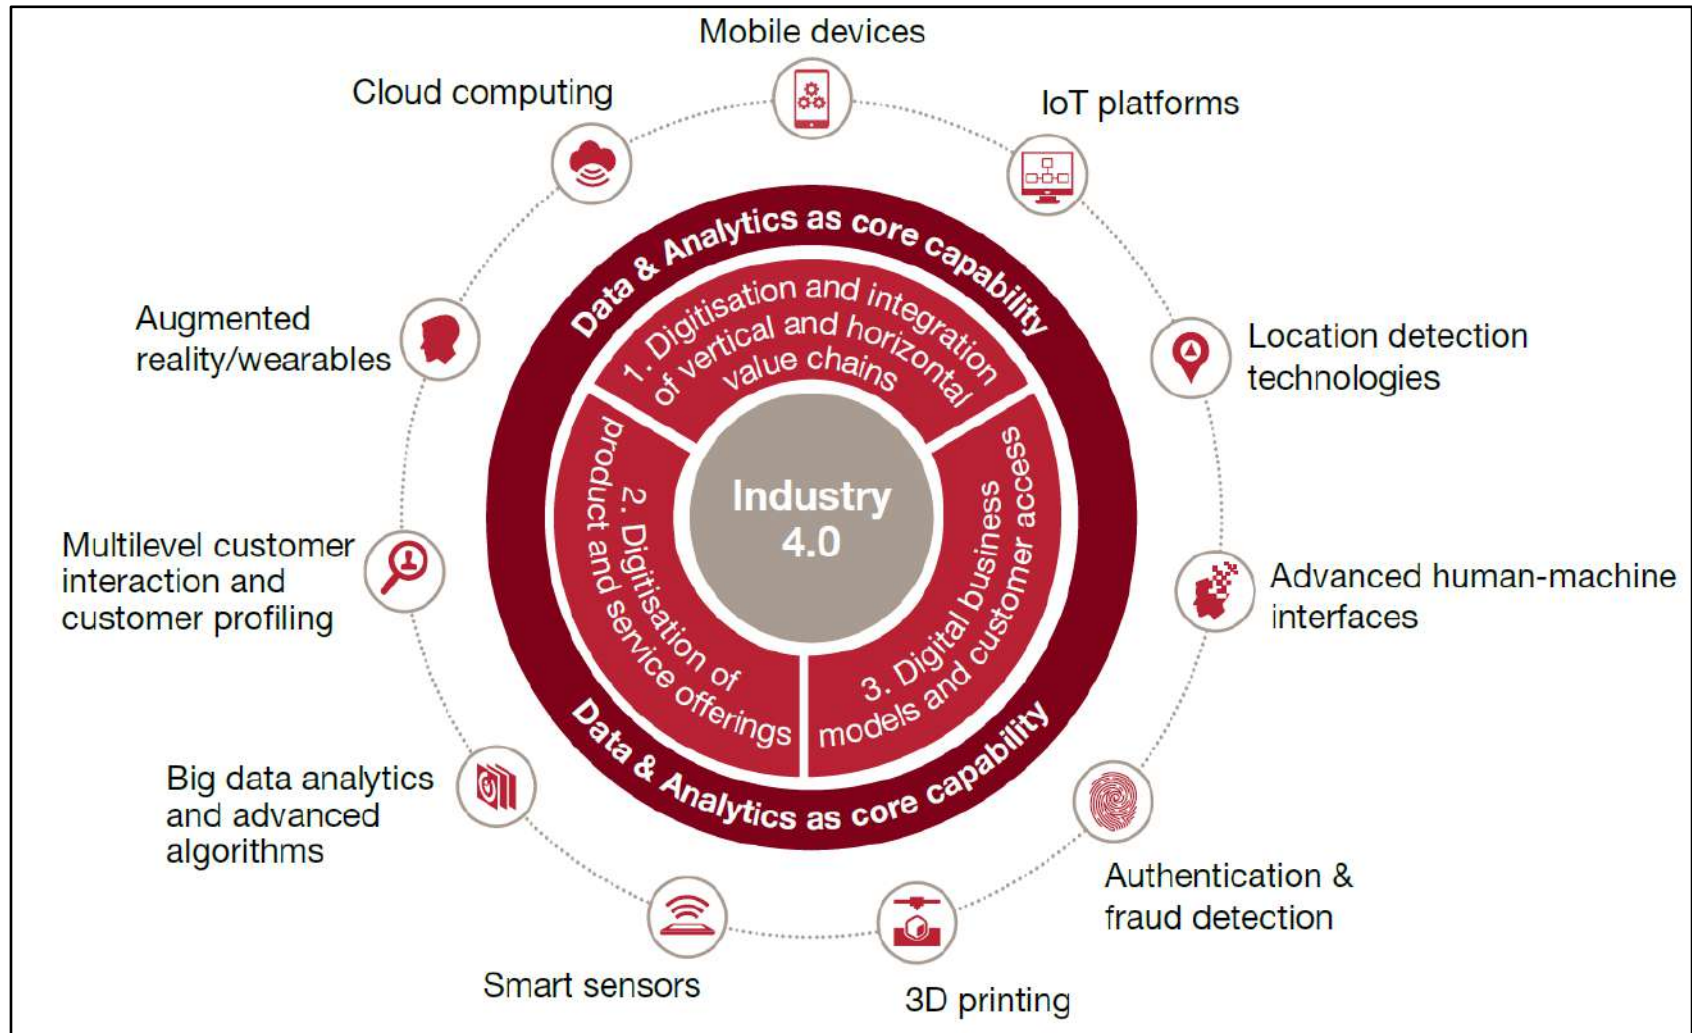 Mobile devices
Cloud computing
IoT platforms
Augmented
reality/wearables
Location detection
technologies
Multilevel customer
interaction and
customer profiling
Advanced human-machine
interfaces
Big data analytics
and advanced
algorithms
Authentication &
fraud detection
Smart sensors
3D printing
Data & Analytics as core capability
1. Digitisation and integration
of vertical and horizontal
value chains
2. Digitisation of
product and service offerings
3. Digital business
models and customer access
Industry
4.0
Data & Analytics as core capability